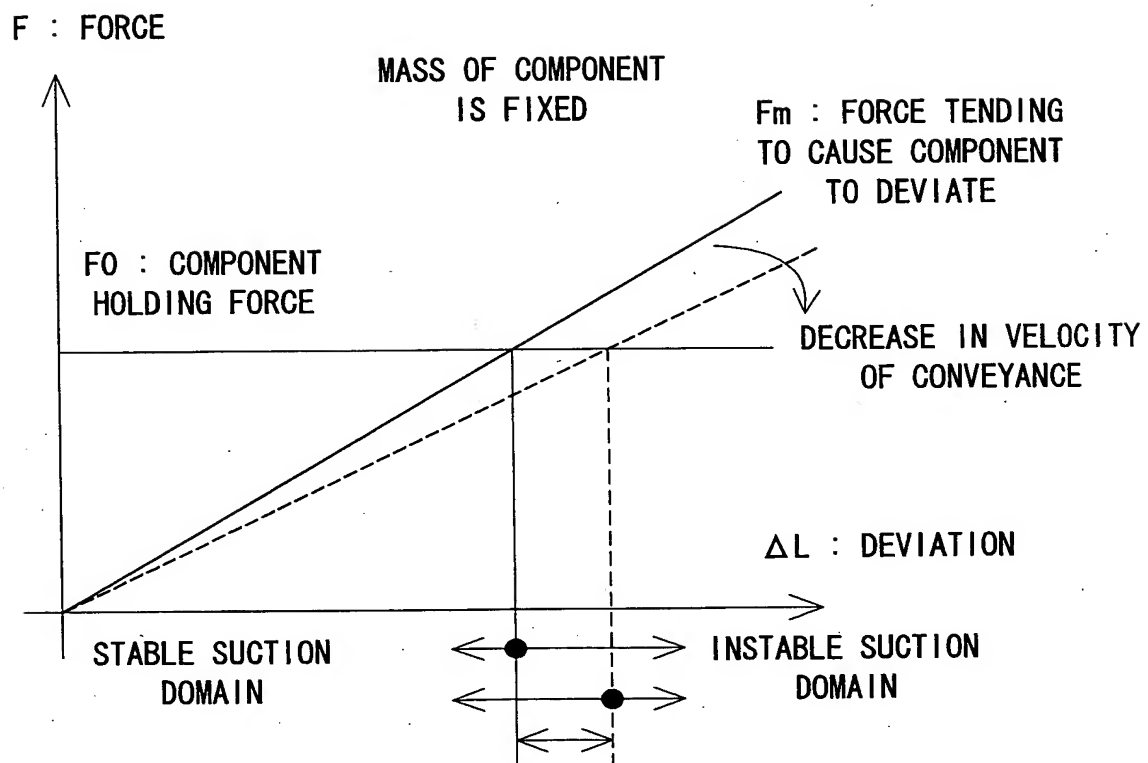 F : FORCE
MASS OF COMPONENT
IS FIXED
Fm : FORCE TENDING
TO CAUSE COMPONENT
TO DEVIATE
F0 : COMPONENT
HOLDING FORCE
DECREASE IN VELOCITY
OF CONVEYANCE
ΔL : DEVIATION
STABLE SUCTION
DOMAIN
INSTABLE SUCTION
DOMAIN